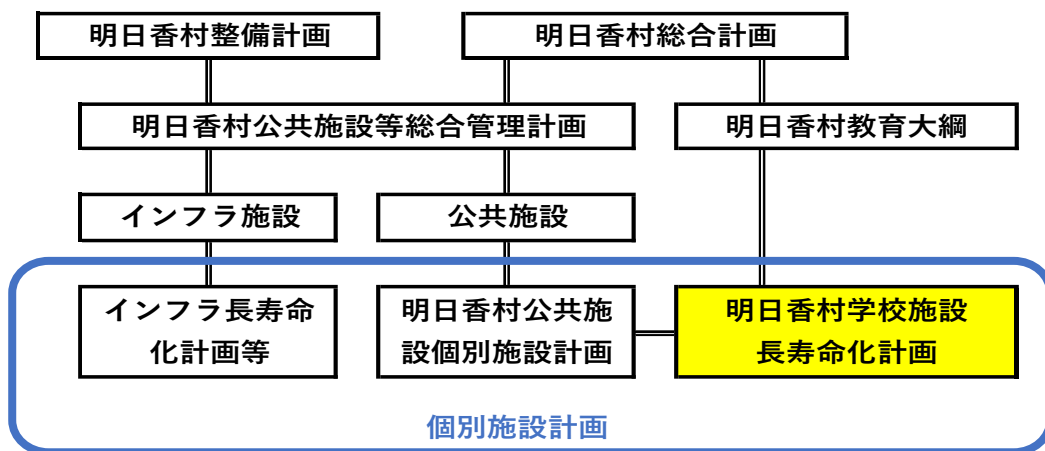 明日香村整備計画
明日香村総合計画
明日香村公共施設等総合管理計画
明日香村教育大綱
インフラ施設
公共施設
インフラ長寿命
化計画等
明日香村公共施
設個別施設計画
明日香村学校施設
長寿命化計画
個別施設計画